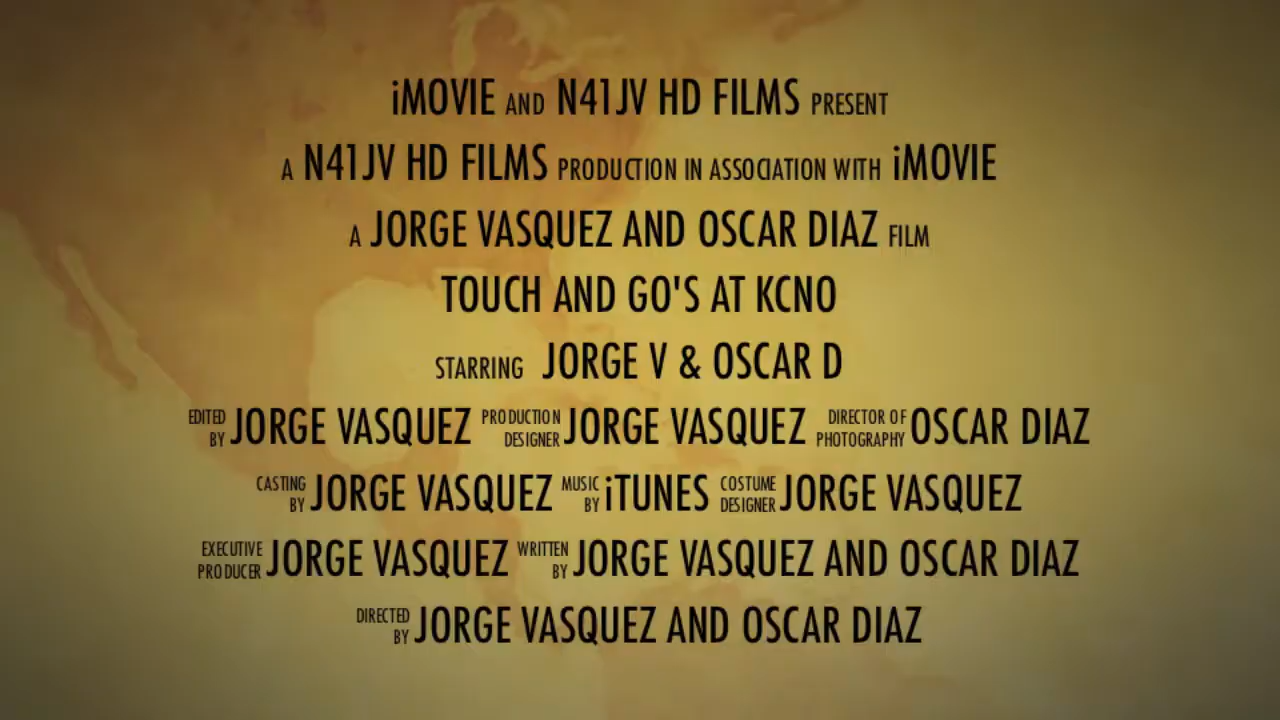 iMOVIE AND N41JV HD FILMS PRESENT
A N41JV HD FILMS PRODUCTION IN ASSOCIATION WITH iMOVIE
A JORGE VASQUEZ AND OSCAR DIAZ FILM
TOUCH AND GO'S AT KCNO
STARRING JORGE V & OSCAR D
EDITED BY JORGE VASQUEZ PRODUCTION DESIGNER JORGE VASQUEZ DIRECTOR OF PHOTOGRAPHY OSCAR DIAZ
CASTING BY JORGE VASQUEZ MUSIC BY iTUNES COSTUME DESIGNER JORGE VASQUEZ
EXECUTIVE PRODUCER JORGE VASQUEZ WRITTEN BY JORGE VASQUEZ AND OSCAR DIAZ
DIRECTED BY JORGE VASQUEZ AND OSCAR DIAZ